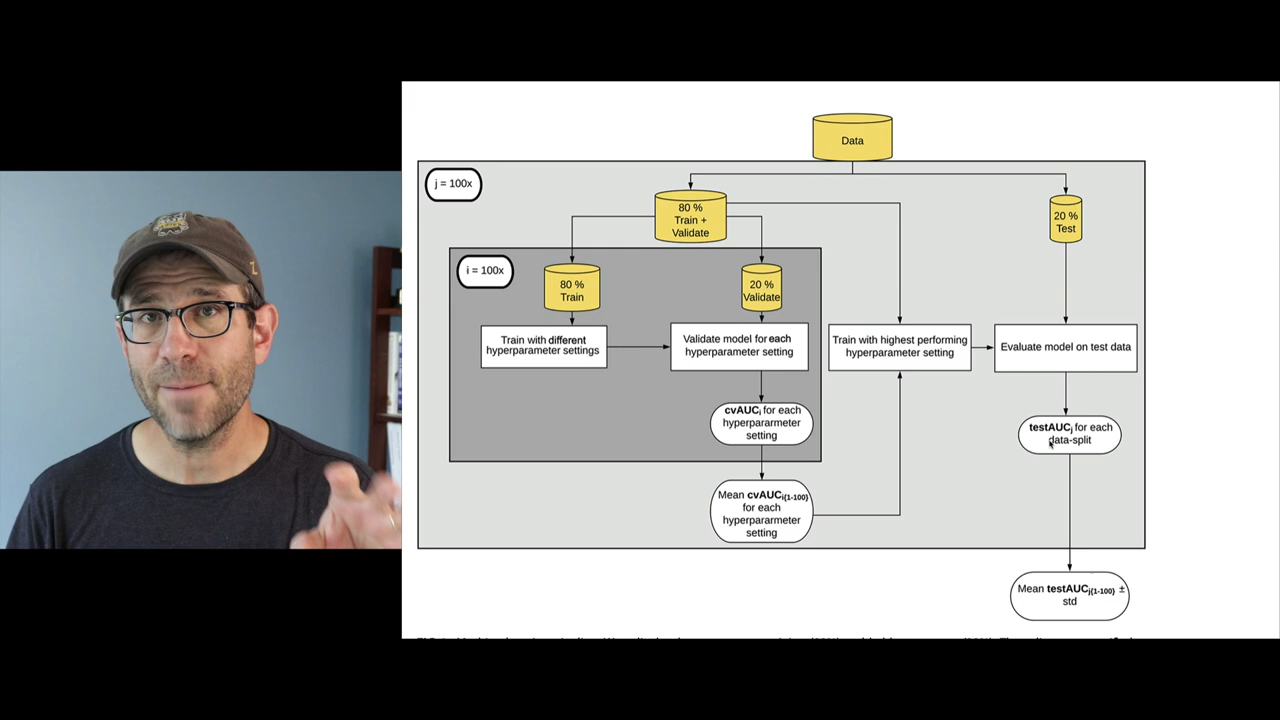 Data
j = 100x
80 %
Train +
Validate
20 %
Test
i = 100x
80 %
Train
20 %
Validate
Train with different
hyperparameter settings
Validate model for each
hyperparameter setting
Train with highest performing
hyperparameter setting
Evaluate model on test data
cvAUCi for each
hyperpararmeter
setting
testAUCj for each
data-split
Mean cvAUCi{1-100}
for each
hyperpararmeter
setting
Mean testAUCj{1-100} ±
std